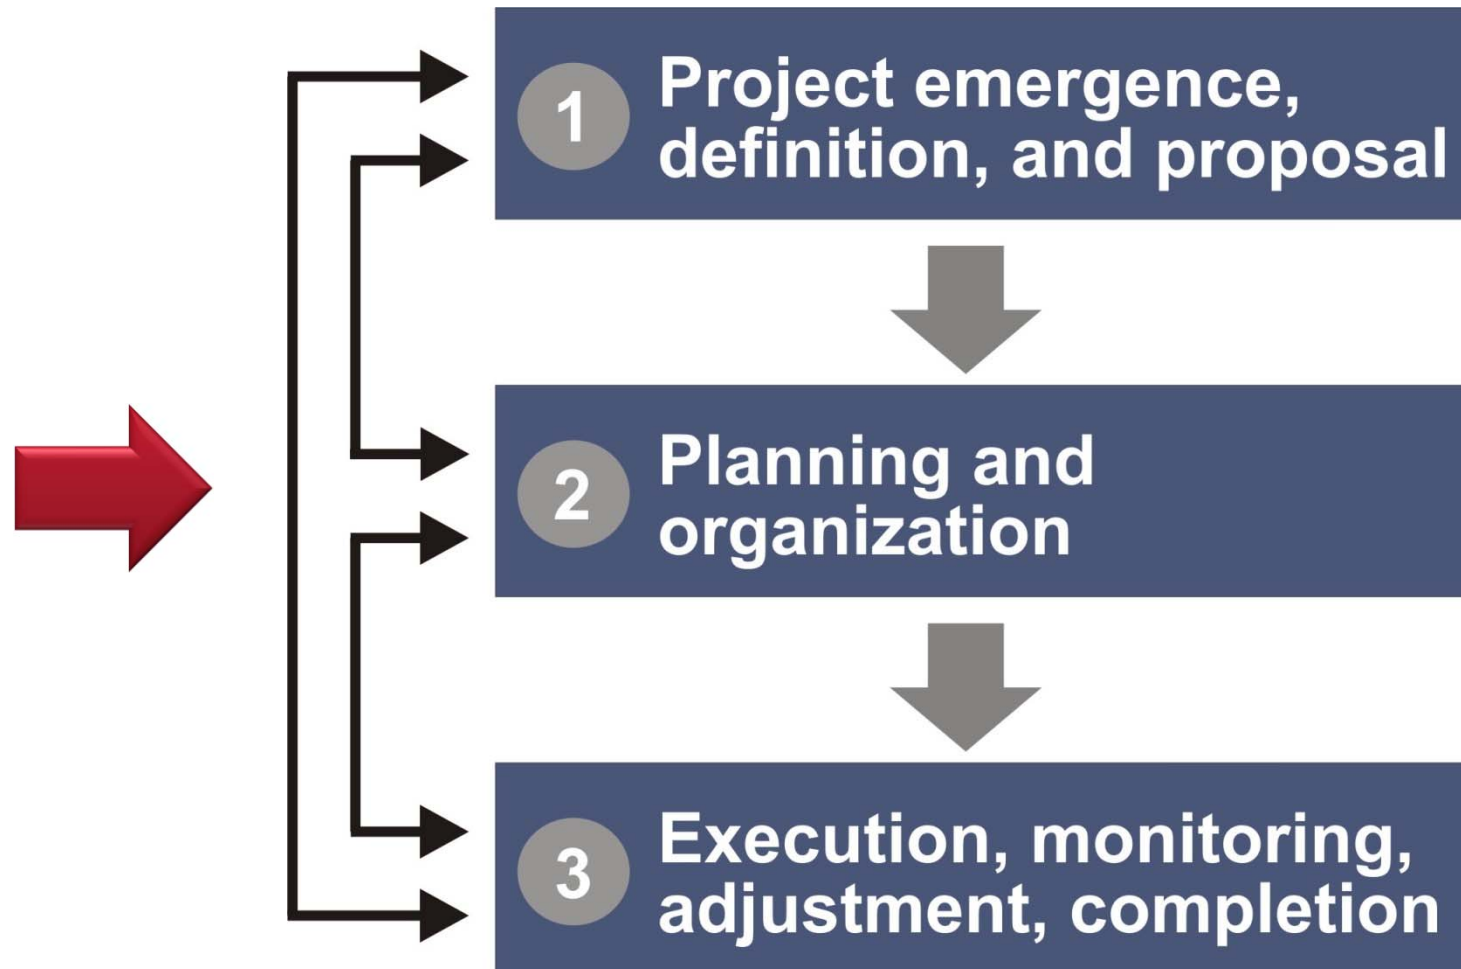 1
Project emergence,
definition, and proposal
2
Planning and
organization
3
Execution, monitoring,
adjustment, completion